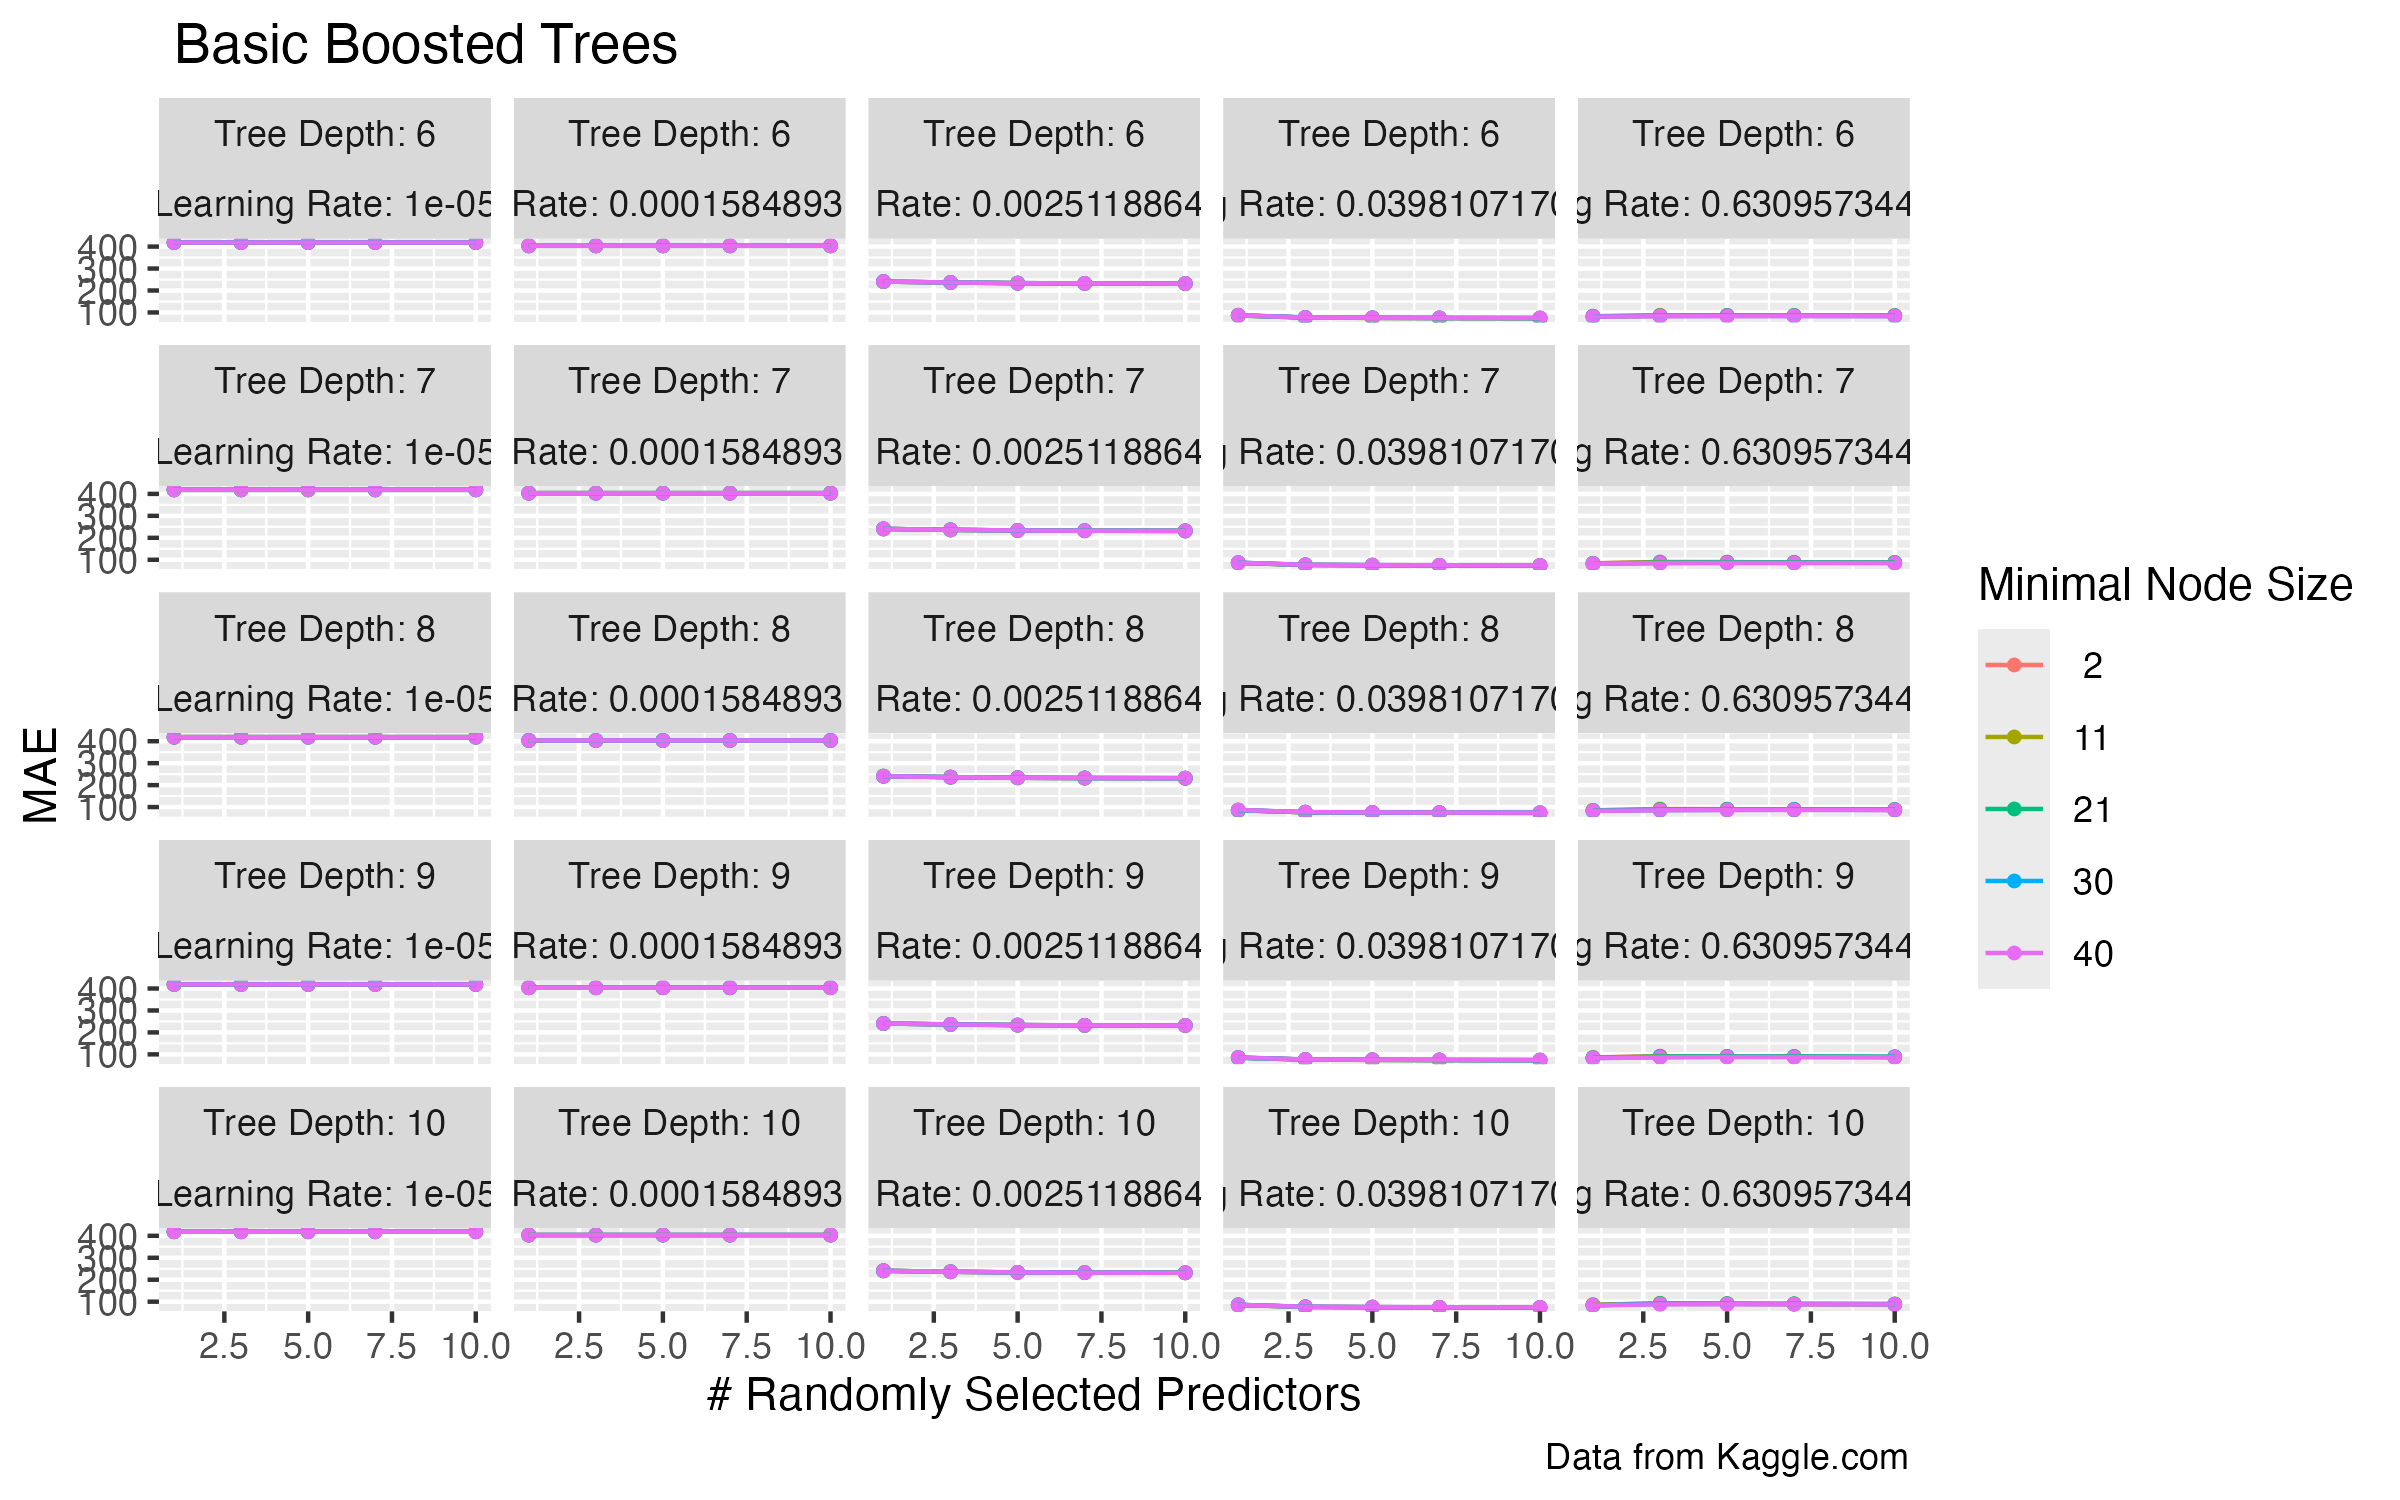 Basic Boosted Trees
Tree Depth: 6 Tree Depth: 6 Tree Depth: 6 Tree Depth: 6 Tree Depth: 6
Learning Rate: 1e-05 Rate: 0.0001584893 Rate: 0.0025118864 g Rate: 0.0398107170 g Rate: 0.630957344
400
300
200
100
Tree Depth: 7 Tree Depth: 7 Tree Depth: 7 Tree Depth: 7 Tree Depth: 7
Learning Rate: 1e-05 Rate: 0.0001584893 Rate: 0.0025118864 g Rate: 0.0398107170 g Rate: 0.630957344
400
300
200
100
Tree Depth: 8 Tree Depth: 8 Tree Depth: 8 Tree Depth: 8 Tree Depth: 8
Learning Rate: 1e-05 Rate: 0.0001584893 Rate: 0.0025118864 g Rate: 0.0398107170 g Rate: 0.630957344
400
300
200
100
Tree Depth: 9 Tree Depth: 9 Tree Depth: 9 Tree Depth: 9 Tree Depth: 9
Learning Rate: 1e-05 Rate: 0.0001584893 Rate: 0.0025118864 g Rate: 0.0398107170 g Rate: 0.630957344
400
300
200
100
Tree Depth: 10 Tree Depth: 10 Tree Depth: 10 Tree Depth: 10 Tree Depth: 10
Learning Rate: 1e-05 Rate: 0.0001584893 Rate: 0.0025118864 g Rate: 0.0398107170 g Rate: 0.630957344
400
300
200
100
2.5 5.0 7.5 10.0 2.5 5.0 7.5 10.0 2.5 5.0 7.5 10.0 2.5 5.0 7.5 10.0 2.5 5.0 7.5 10.0
# Randomly Selected Predictors
MAE
Minimal Node Size
2
11
21
30
40
Data from Kaggle.com